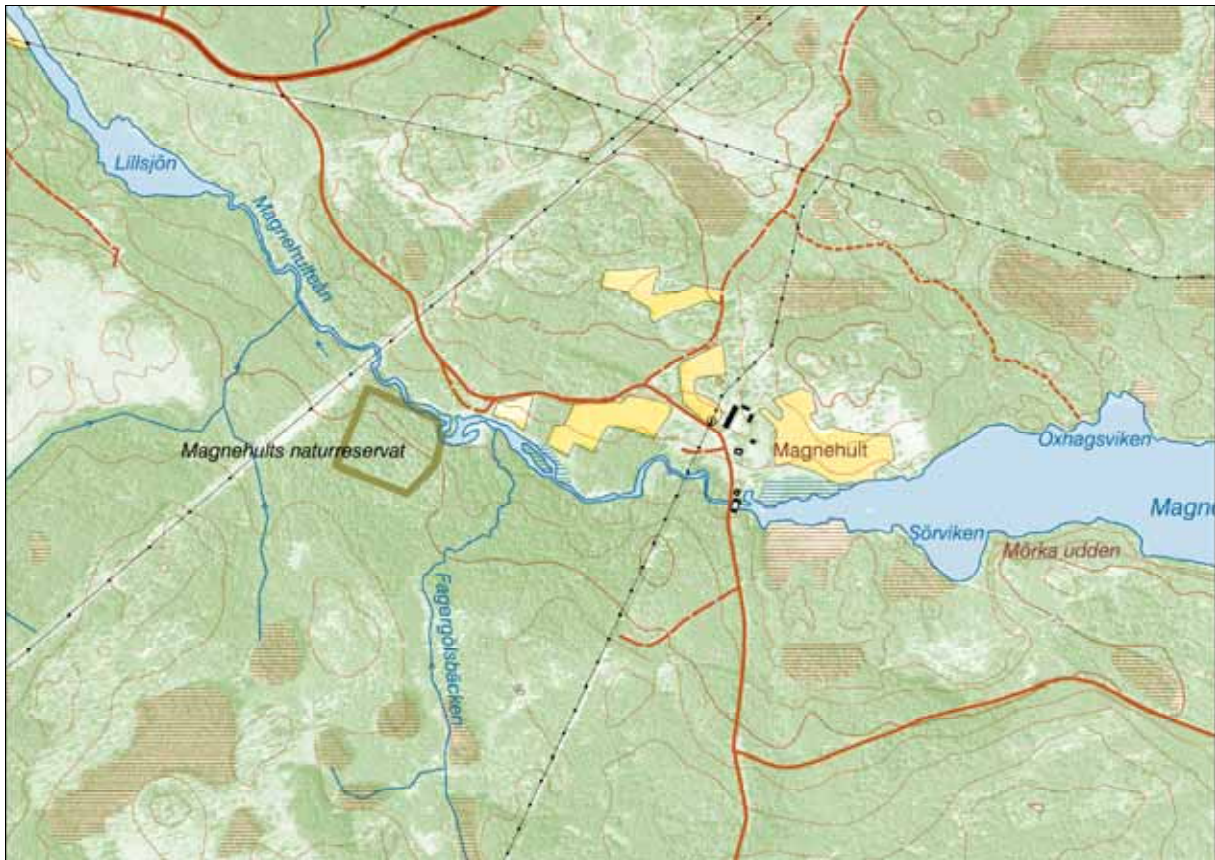 Lillsjön
Magnehultsån
Magnehults naturreservat
Magnehult
Oxhagsviken
Magne
Sörviken
Mörka udden
Fagergölsbäcken